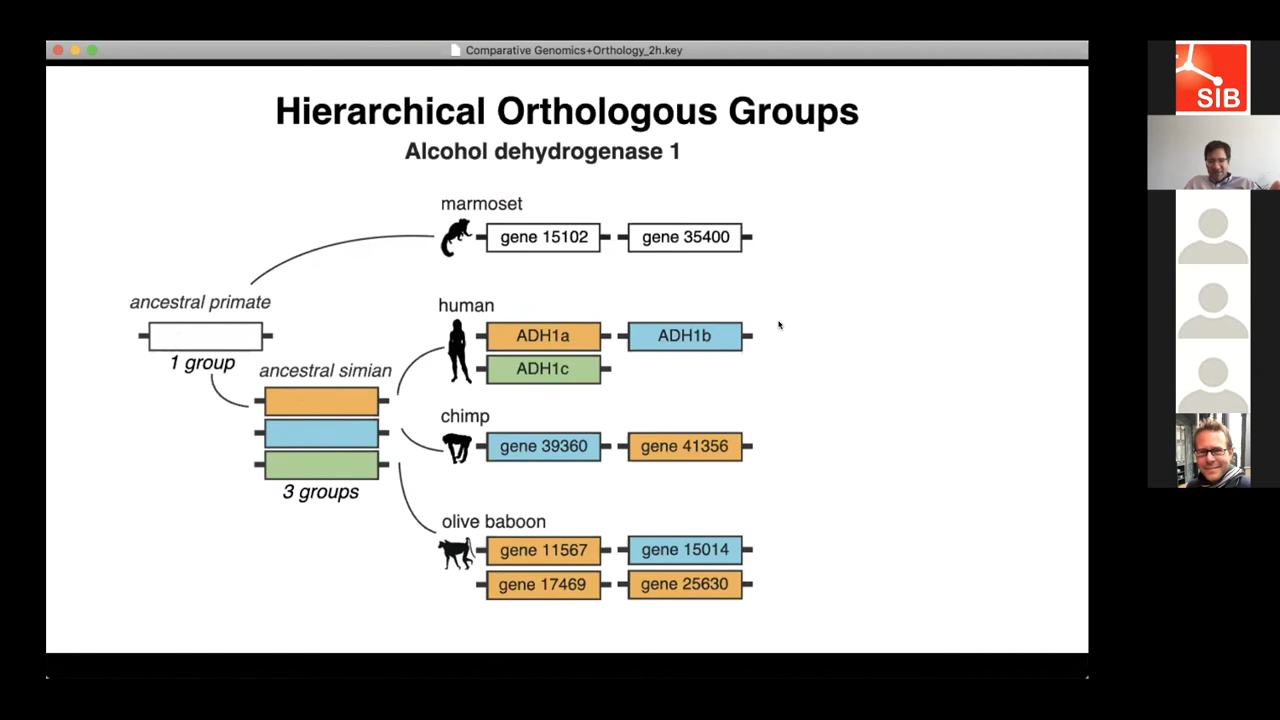 Comparative Genomics+Orthology_2h.key
Hierarchical Orthologous Groups
Alcohol dehydrogenase 1
marmoset
gene 15102 gene 35400
ancestral primate
1 group
human
ADH1a ADH1b
ADH1c
ancestral simian
3 groups
chimp
gene 39360 gene 41356
olive baboon
gene 11567 gene 15014
gene 17469 gene 25630
SIB